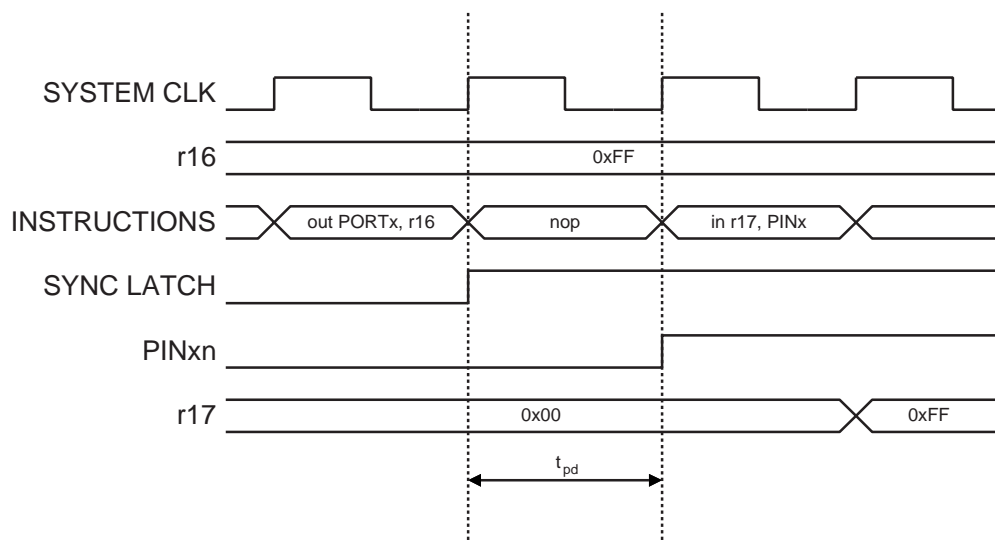 SYSTEM CLK
r16
0xFF
INSTRUCTIONS
out PORTx, r16
nop
in r17, PINx
SYNC LATCH
PINxn
r17
0x00
0xFF
tpd